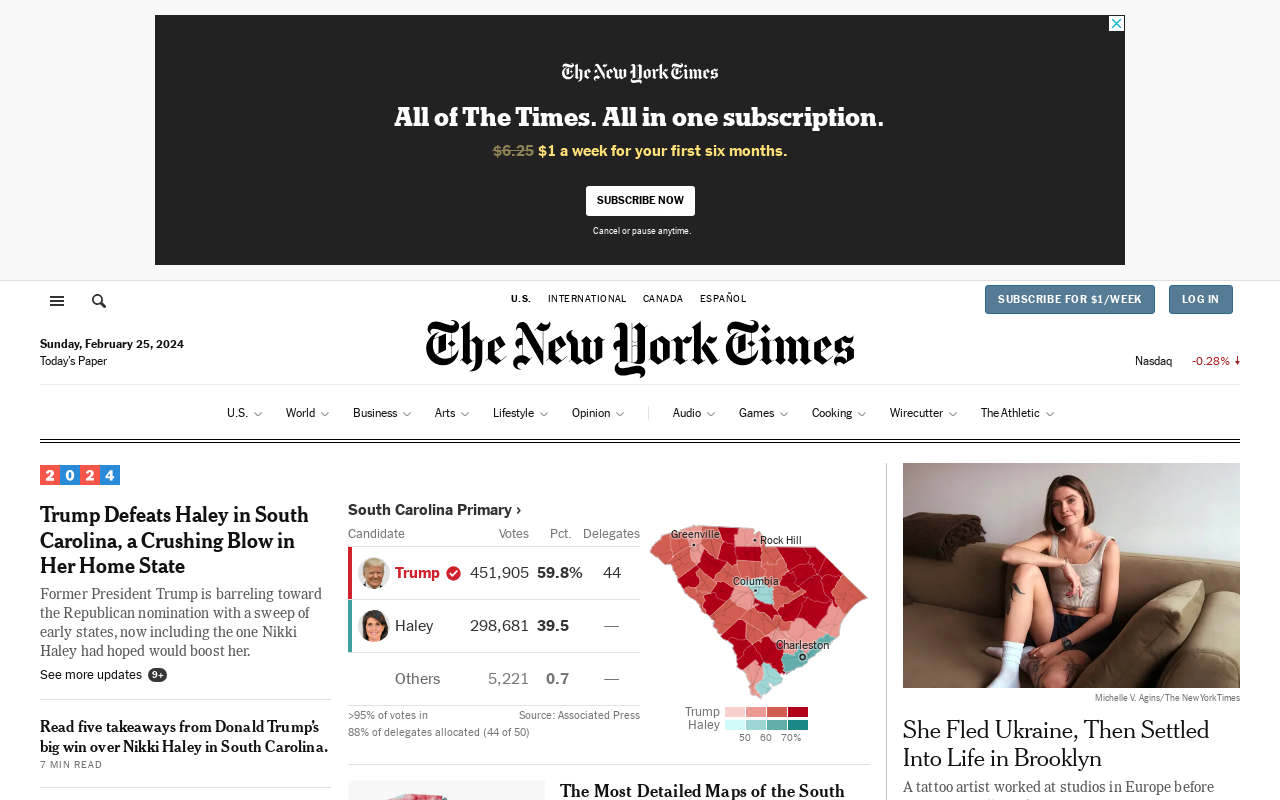 The New York Times
All of The Times. All in one subscription.
$6.25 $1 a week for your first six months.
SUBSCRIBE NOW
Cancel or pause anytime.
U.S. INTERNATIONAL CANADA ESPAÑOL
SUBSCRIBE FOR $1/WEEK LOG IN
The New York Times
Sunday, February 25, 2024
Today's Paper
Nasdaq -0.28%
U.S. World Business Arts Lifestyle Opinion Audio Games Cooking Wirecutter The Athletic
2024
Trump Defeats Haley in South
Carolina, a Crushing Blow in
Her Home State
Former President Trump is barreling toward
the Republican nomination with a sweep of
early states, now including the one Nikki
Haley had hoped would boost her.
See more updates 9+
Read five takeaways from Donald Trump's
big win over Nikki Haley in South Carolina.
7 MIN READ
South Carolina Primary ›
Candidate Votes Pct. Delegates
Trump 451,905 59.8% 44
Haley 298,681 39.5 —
Others 5,221 0.7 —
>95% of votes in Source: Associated Press
88% of delegates allocated (44 of 50)
Greenville
Rock Hill
Columbia
Charleston
Trump
Haley
50 60 70%
The Most Detailed Maps of the South
Michelle V. Agins/The New York Times
She Fled Ukraine, Then Settled
Into Life in Brooklyn
A tattoo artist worked at studios in Europe before